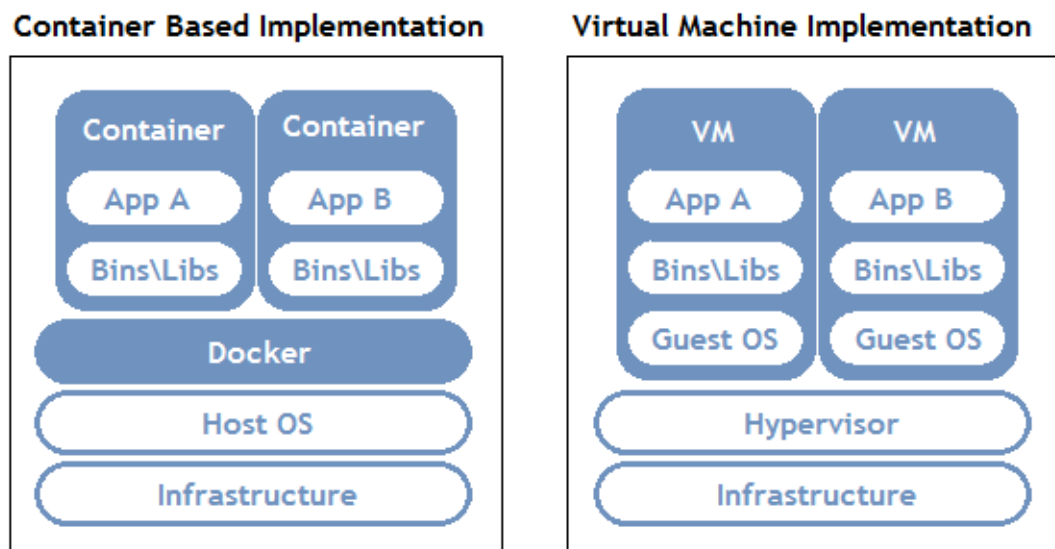 Container Based Implementation
Container
App A
Bins\Libs
Container
App B
Bins\Libs
Docker
Host OS
Infrastructure
Virtual Machine Implementation
VM
App A
Bins\Libs
Guest OS
VM
App B
Bins\Libs
Guest OS
Hypervisor
Infrastructure